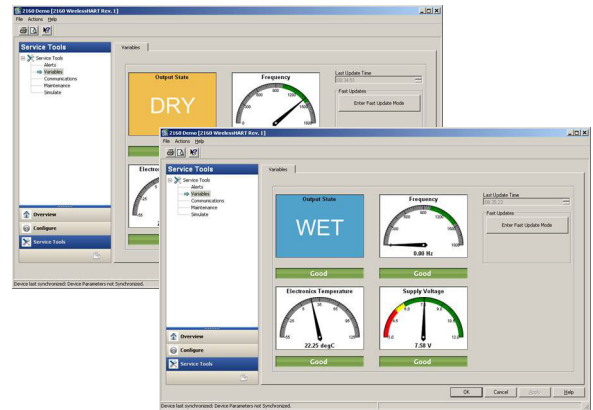 2160 Demo [2160 WirelessHART Rev. 1]
File Actions Help
Service Tools
Service Tools
Alerts
Variables
Communications
Maintenance
Simulate
Overview
Configure
Service Tools
Variables
Output State
DRY
Frequency
Last Update Time
Fast Updates
Enter Fast Update Mode
Electro
Device last synchronized: Device Parameters not Synchronized.
2160 Demo [2160 WirelessHART Rev. 1]
File Actions Help
Service Tools
Service Tools
Alerts
Variables
Communications
Maintenance
Simulate
Overview
Configure
Service Tools
Variables
Output State
WET
Good
Frequency
0.00 Hz
Good
Last Update Time
Fast Updates
Enter Fast Update Mode
Electronics Temperature
22.25 degC
Good
Supply Voltage
7.58 V
Good
OK Cancel Apply Help
Device last synchronized: Device Parameters not Synchronized.